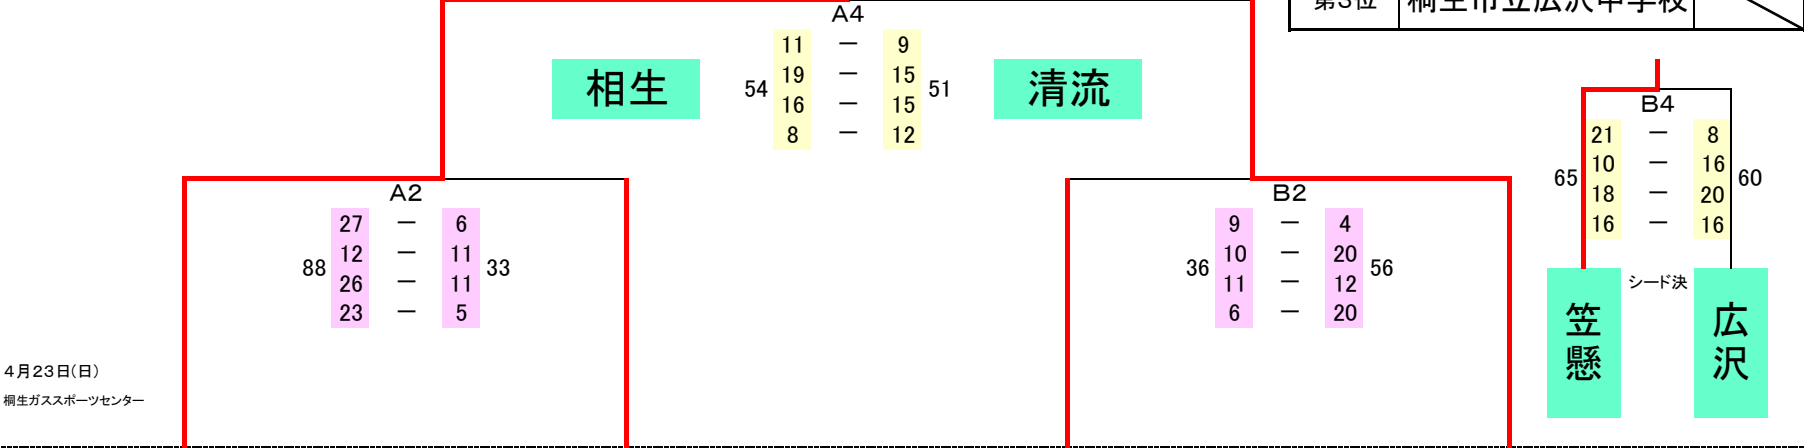 第3位 桐生市立広沢中学校
A4
11 ー 9
19 ー 15
16 ー 15
8 ー 12
54
51
相生
清流
A2
27 ー 6
12 ー 11
26 ー 11
23 ー 5
88
33
B2
9 ー 4
10 ー 20
11 ー 12
6 ー 20
36
56
B4
21 ー 8
10 ー 16
18 ー 20
16 ー 16
65
60
シード決
笠懸
広沢
4月23日(日)
桐生ガススポーツセンター